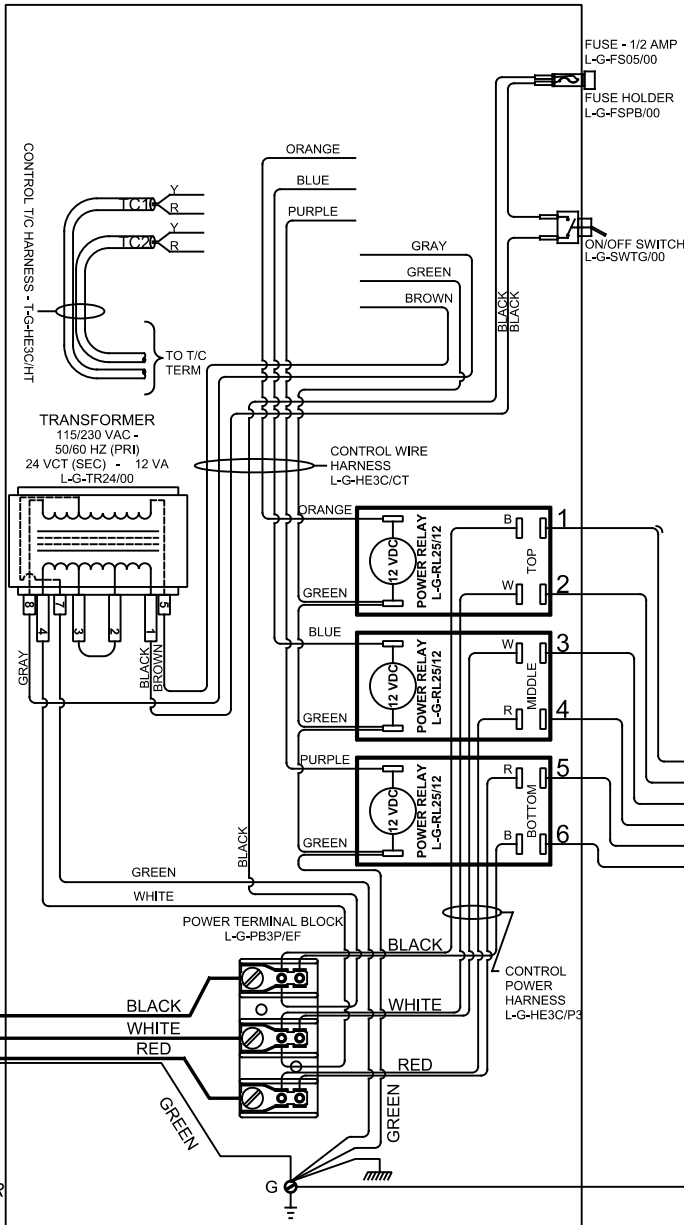 FUSE - 1/2 AMP
L-G-FS05/00
FUSE HOLDER
L-G-FSPB/00
ORANGE
BLUE
PURPLE
CONTROL T/C HARNESS - T-G-HE3C/HT
TC1
Y
R
TC2
Y
R
GRAY
GREEN
BROWN
BLACK
BLACK
ON/OFF SWITCH
L-G-SWTG/00
TO T/C
TERM
TRANSFORMER
115/230 VAC -
50/60 HZ (PRI)
24 VCT (SEC) - 12 VA
L-G-TR24/00
CONTROL WIRE
HARNESS
L-G-HE3C/CT
ORANGE
12 VDC
POWER RELAY
L-G-RL25/12
B
TOP
W
1
2
GREEN
8
4
7
3
2
1
5
GRAY
BLACK
BROWN
BLUE
12 VDC
POWER RELAY
L-G-RL25/12
W
MIDDLE
R
3
4
GREEN
PURPLE
12 VDC
POWER RELAY
L-G-RL25/12
R
BOTTOM
B
5
6
GREEN
BLACK
GREEN
WHITE
POWER TERMINAL BLOCK
L-G-PB3P/EF
BLACK
CONTROL
POWER
HARNESS
L-G-HE3C/P3
BLACK
WHITE
WHITE
RED
RED
GREEN
GREEN
G
R